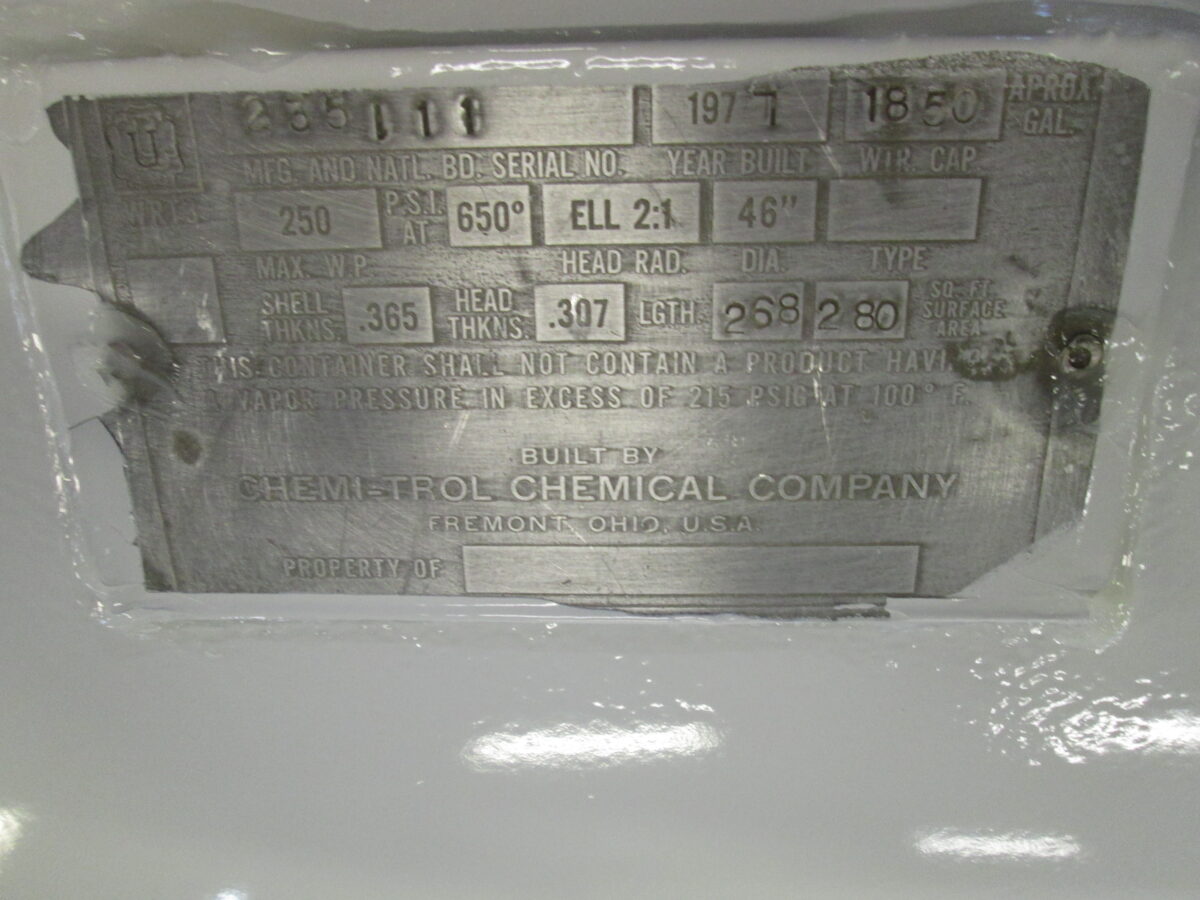 U 265111 1977 1850 APROX. GAL.
MFG. AND NATL. BD. SERIAL NO. YEAR BUILT WTR. CAP.
250 P.S.I. AT 650° ELL 2:1 46"
MAX. W.P. HEAD RAD. DIA. TYPE
SHELL THKNS. .365 HEAD THKNS. .307 LGTH. 268 280 SQ. FT. SURFACE AREA
THIS CONTAINER SHALL NOT CONTAIN A PRODUCT HAVING
A VAPOR PRESSURE IN EXCESS OF 215 PSIG AT 100° F.
BUILT BY
CHEMI-TROL CHEMICAL COMPANY
FREMONT, OHIO, U.S.A.
PROPERTY OF